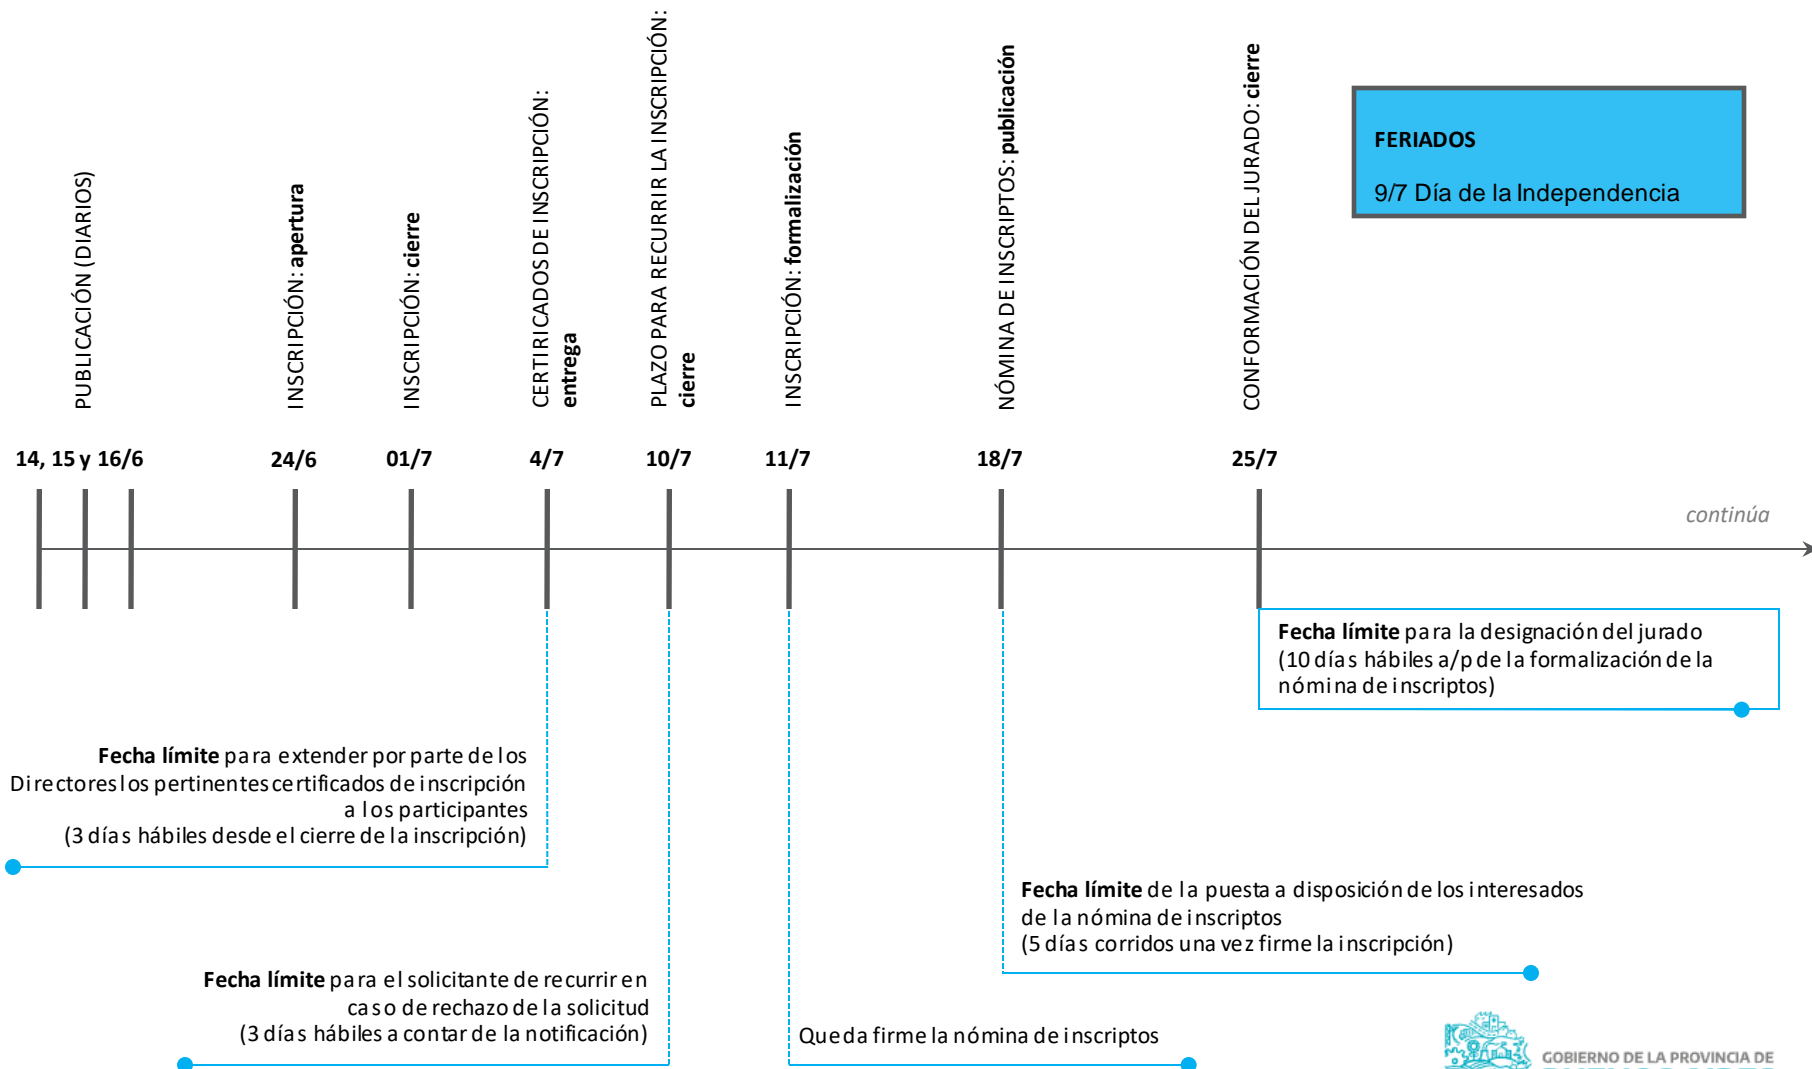 PUBLICACIÓN (DIARIOS)
INSCRIPCIÓN: apertura
INSCRIPCIÓN: cierre
CERTIRICADOS DE INSCRIPCIÓN:
entrega
PLAZO PARA RECURRIR LA INSCRIPCIÓN:
cierre
INSCRIPCIÓN: formalización
NÓMINA DE INSCRIPTOS: publicación
CONFORMACIÓN DEL JURADO: cierre
FERIADOS
9/7 Día de la Independencia
14, 15 y 16/6
24/6
01/7
4/7
10/7
11/7
18/7
25/7
continúa
Fecha límite para la designación del jurado
(10 días hábiles a/p de la formalización de la
nómina de inscriptos)
Fecha límite para extender por parte de los
Directores los pertinentes certificados de inscripción
a los participantes
(3 días hábiles desde el cierre de la inscripción)
Fecha límite de la puesta a disposición de los interesados
de la nómina de inscriptos
(5 días corridos una vez firme la inscripción)
Fecha límite para el solicitante de recurrir en
caso de rechazo de la solicitud
(3 días hábiles a contar de la notificación)
Queda firme la nómina de inscriptos
GOBIERNO DE LA PROVINCIA DE